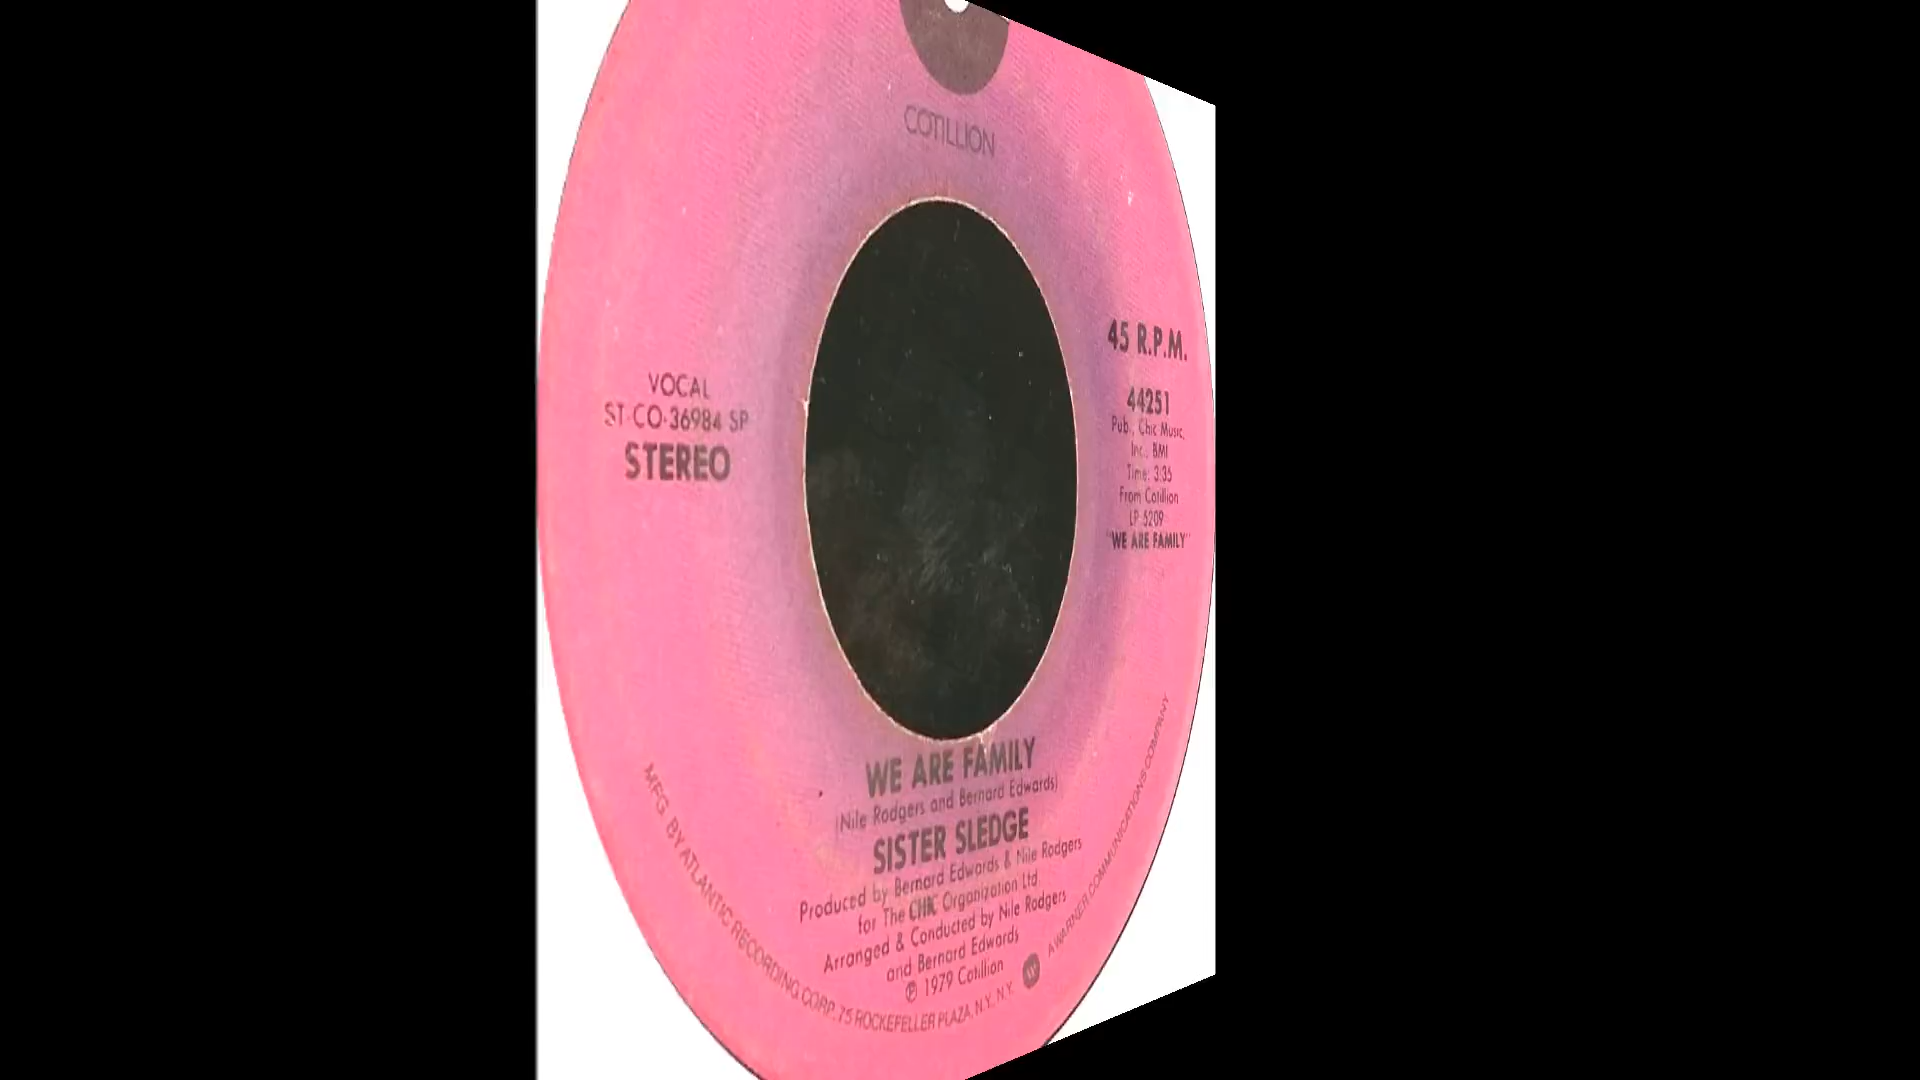 COTILLION
VOCAL
ST-CO-36984 SP
STEREO
45 R.P.M.
44251
Pub., Chic Music,
Inc., BMI
Time: 3:35
From Cotillion
LP 5209
"WE ARE FAMILY"
WE ARE FAMILY
(Nile Rodgers and Bernard Edwards)
SISTER SLEDGE
Produced by Bernard Edwards & Nile Rodgers
for The CHIC Organization Ltd.
Arranged & Conducted by Nile Rodgers
and Bernard Edwards
℗ 1979 Cotillion
MFG. BY ATLANTIC RECORDING CORP., 75 ROCKEFELLER PLAZA, N.Y., N.Y.
A WARNER COMMUNICATIONS COMPANY